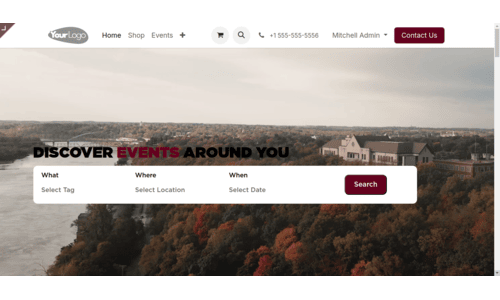 YourLogo
Home Shop Events + +1 555-555-5556 Mitchell Admin Contact Us
DISCOVER EVENTS AROUND YOU
What Where When
Select Tag Select Location Select Date
Search